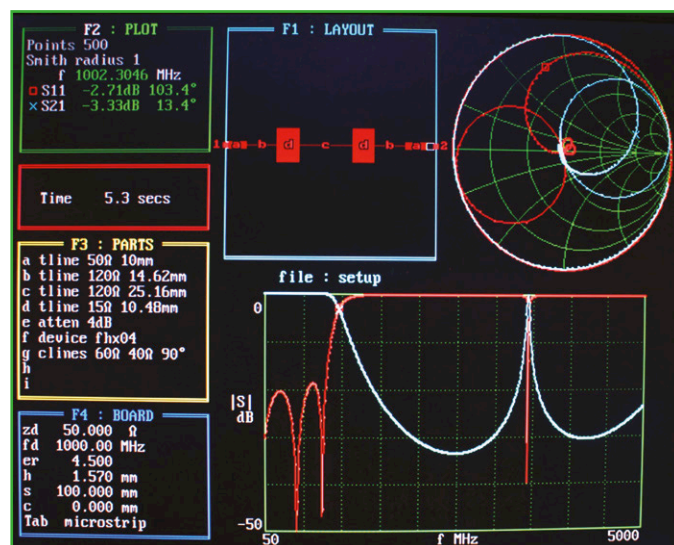 F2 : PLOT
Points 500
Smith radius 1
f 1002.3046 MHz
S11 -2.71dB 103.4°
S21 -3.33dB 13.4°
Time 5.3 secs
F3 : PARTS
a tline 50Ω 10mm
b tline 120Ω 14.62mm
c tline 120Ω 25.16mm
d tline 15Ω 10.48mm
e atten 4dB
f device fhx04
g clines 60Ω 40Ω 90°
h
i
F4 : BOARD
zd 50.000 Ω
fd 1000.00 MHz
er 4.500
h 1.570 mm
s 100.000 mm
c 0.000 mm
Tab microstrip
F1 : LAYOUT
1 a b d c d b a 2
file : setup
0
|S|
dB
-50
50 f MHz 5000